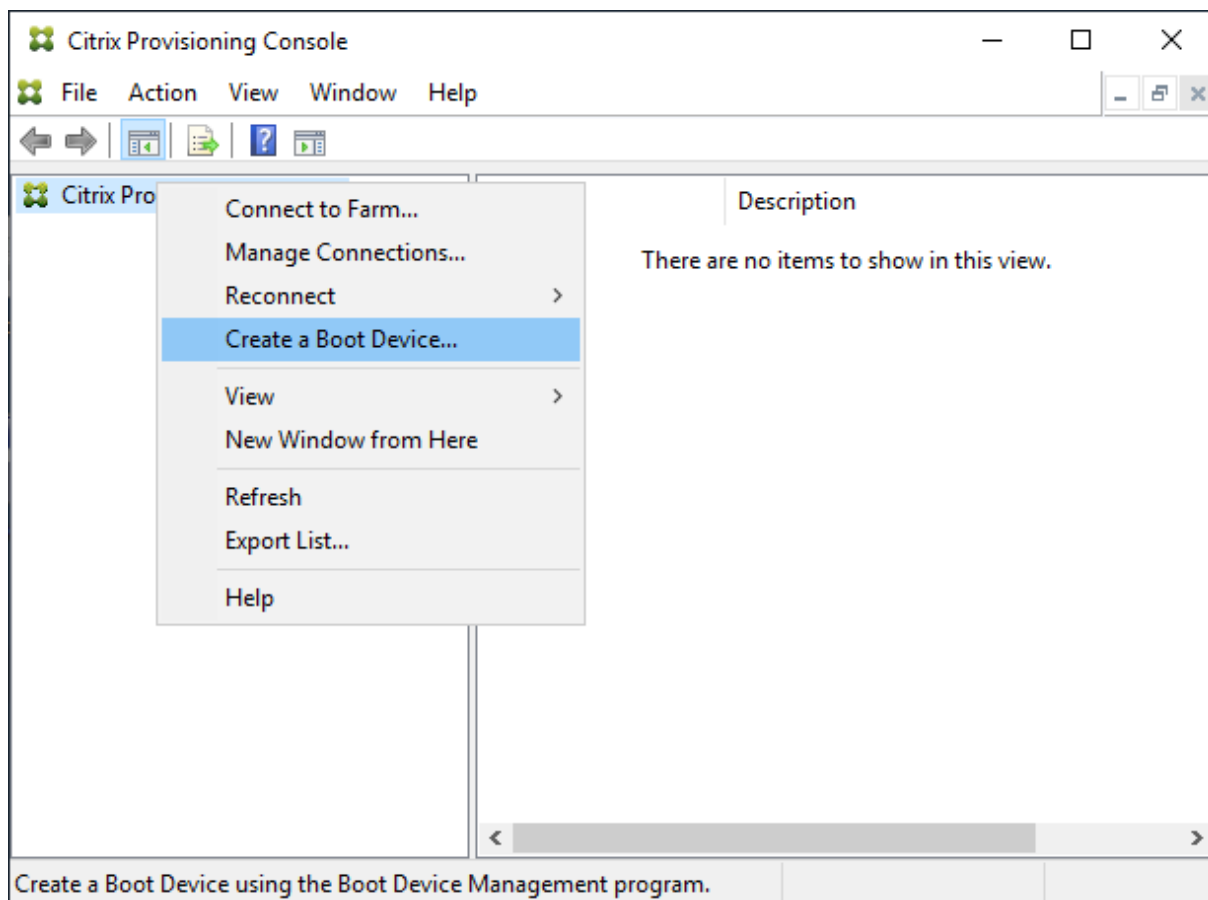 Citrix Provisioning Console
File Action View Window Help
Citrix Pro
Description
There are no items to show in this view.
Connect to Farm...
Manage Connections...
Reconnect
Create a Boot Device...
View
New Window from Here
Refresh
Export List...
Help
Create a Boot Device using the Boot Device Management program.